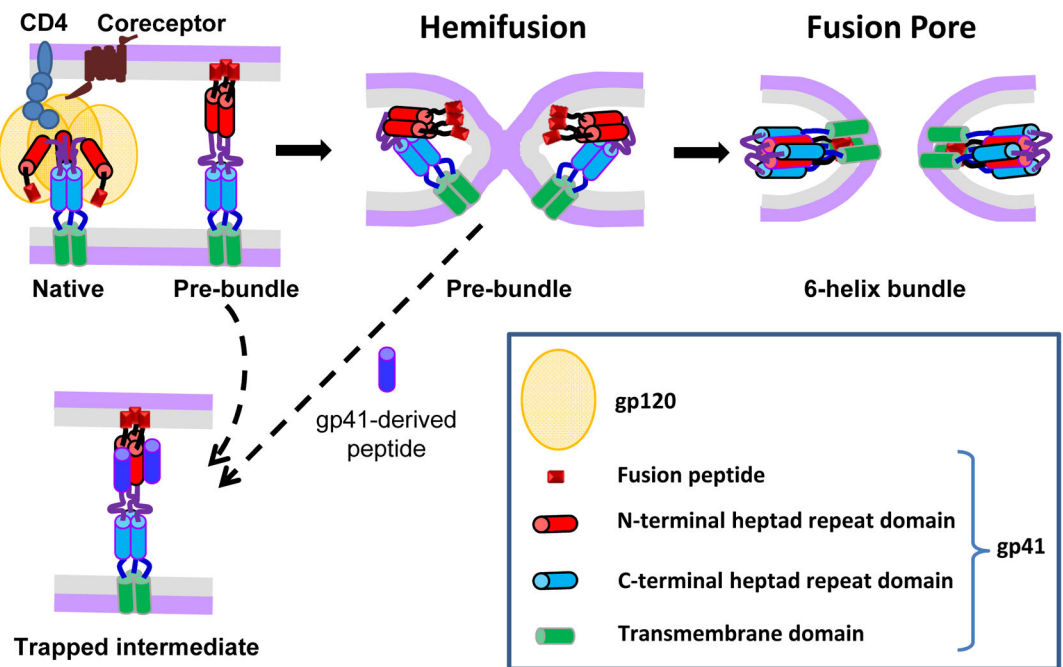 CD4 Coreceptor
Hemifusion
Fusion Pore
Native
Pre-bundle
Pre-bundle
6-helix bundle
gp41-derived
peptide
Trapped intermediate
gp120
Fusion peptide
N-terminal heptad repeat domain
C-terminal heptad repeat domain
Transmembrane domain
gp41